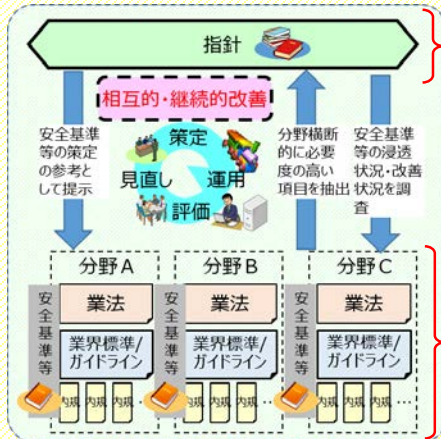 指針
相互的・継続的改善
安全基準
等の策定
の参考と
して提示
策定
見直し
運用
評価
分野横断
的に必要
度の高い
項目を抽出
安全基準
等の浸透
状況・改善
状況を調
査
分野A
安全基準等
業法
業界標準/
ガイドライン
内規 内規 内規 …
分野B
安全基準等
業法
業界標準/
ガイドライン
内規 内規 内規 …
分野C
安全基準等
業法
業界標準/
ガイドライン
内規 内規 内規 …